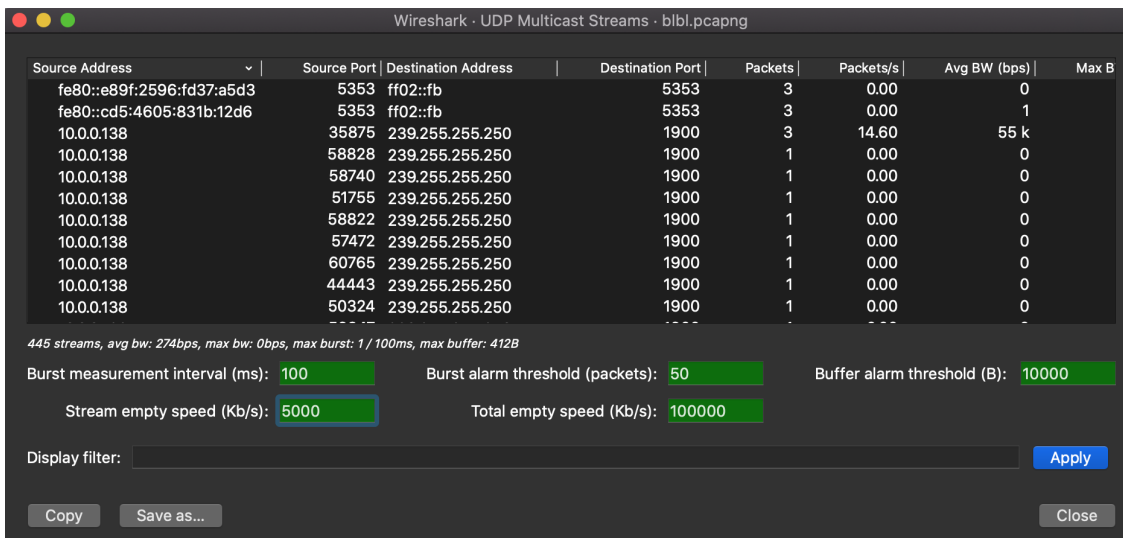 Wireshark · UDP Multicast Streams · blbl.pcapng
Source Address Source Port Destination Address Destination Port Packets Packets/s Avg BW (bps) Max B
fe80::e89f:2596:fd37:a5d3 5353 ff02::fb 5353 3 0.00 0
fe80::cd5:4605:831b:12d6 5353 ff02::fb 5353 3 0.00 1
10.0.0.138 35875 239.255.255.250 1900 3 14.60 55 k
10.0.0.138 58828 239.255.255.250 1900 1 0.00 0
10.0.0.138 58740 239.255.255.250 1900 1 0.00 0
10.0.0.138 51755 239.255.255.250 1900 1 0.00 0
10.0.0.138 58822 239.255.255.250 1900 1 0.00 0
10.0.0.138 57472 239.255.255.250 1900 1 0.00 0
10.0.0.138 60765 239.255.255.250 1900 1 0.00 0
10.0.0.138 44443 239.255.255.250 1900 1 0.00 0
10.0.0.138 50324 239.255.255.250 1900 1 0.00 0
445 streams, avg bw: 274bps, max bw: 0bps, max burst: 1 / 100ms, max buffer: 412B
Burst measurement interval (ms): 100 Burst alarm threshold (packets): 50 Buffer alarm threshold (B): 10000
Stream empty speed (Kb/s): 5000 Total empty speed (Kb/s): 100000
Display filter: Apply
Copy Save as... Close